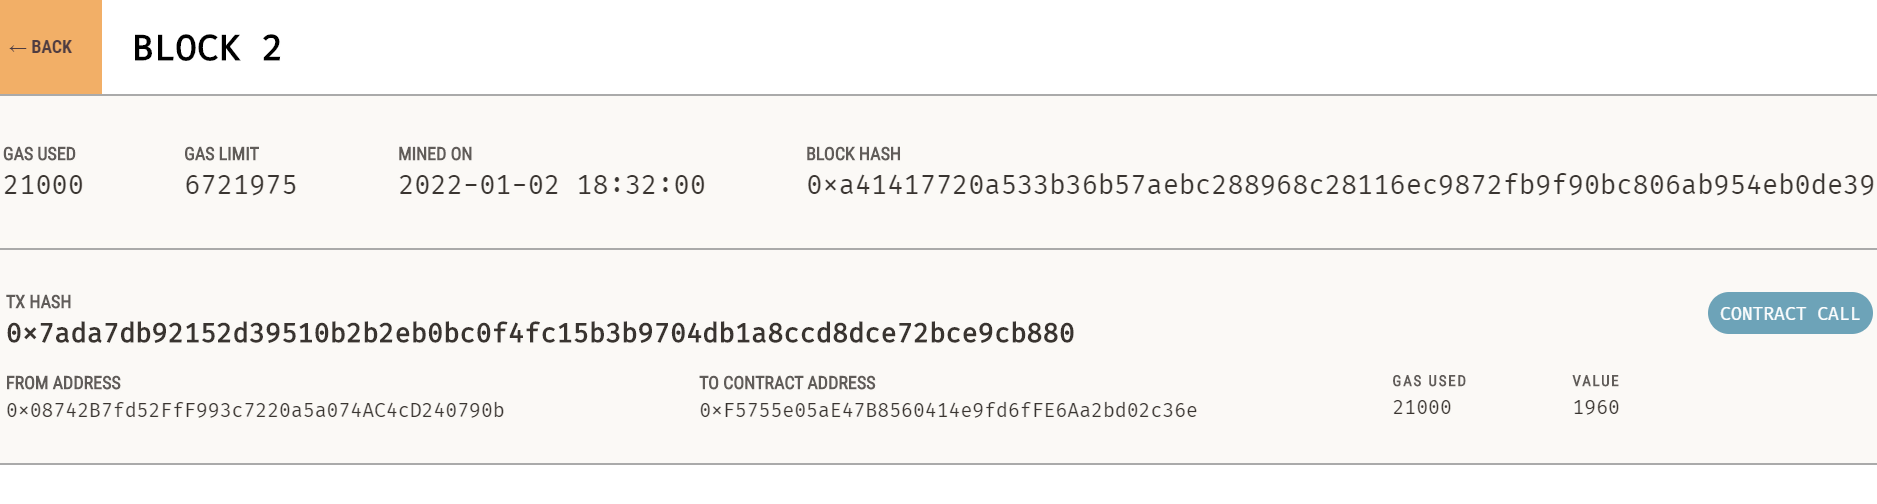 ← BACK
BLOCK 2
GAS USED
21000
GAS LIMIT
6721975
MINED ON
2022-01-02 18:32:00
BLOCK HASH
0×a41417720a533b36b57aebc288968c28116ec9872fb9f90bc806ab954eb0de39
TX HASH
0×7ada7db92152d39510b2b2eb0bc0f4fc15b3b9704db1a8ccd8dce72bce9cb880
CONTRACT CALL
FROM ADDRESS
0×08742B7fd52FfF993c7220a5a074AC4cD240790b
TO CONTRACT ADDRESS
0×F5755e05aE47B8560414e9fd6fFE6Aa2bd02c36e
GAS USED
21000
VALUE
1960